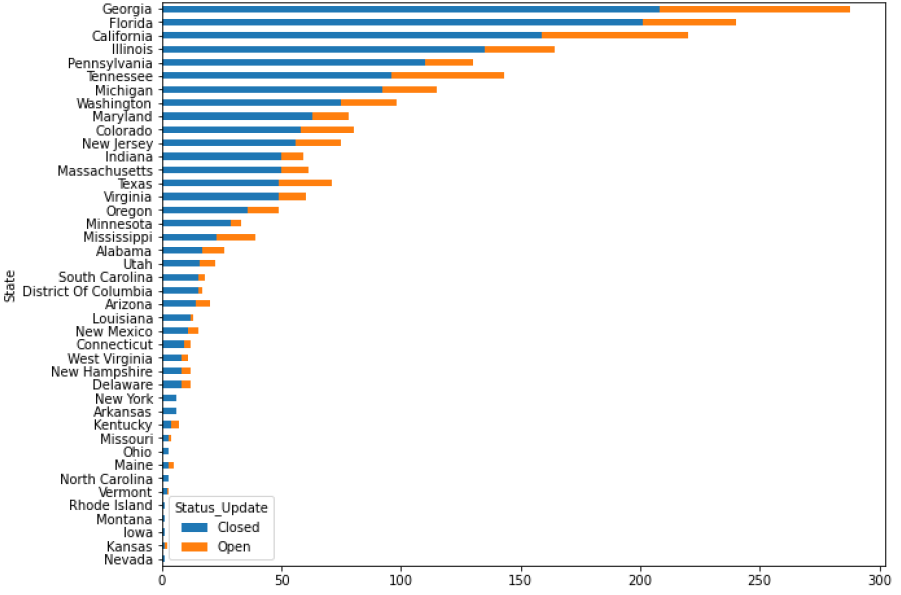 Georgia
Florida
California
Illinois
Pennsylvania
Tennessee
Michigan
Washington
Maryland
Colorado
New Jersey
Indiana
Massachusetts
Texas
Virginia
Oregon
Minnesota
Mississippi
Alabama
Utah
State
South Carolina
District Of Columbia
Arizona
Louisiana
New Mexico
Connecticut
West Virginia
New Hampshire
Delaware
New York
Arkansas
Kentucky
Missouri
Ohio
Maine
North Carolina
Vermont
Rhode Island
Montana
Iowa
Kansas
Nevada
Status_Update
Closed
Open
0 50 100 150 200 250 300